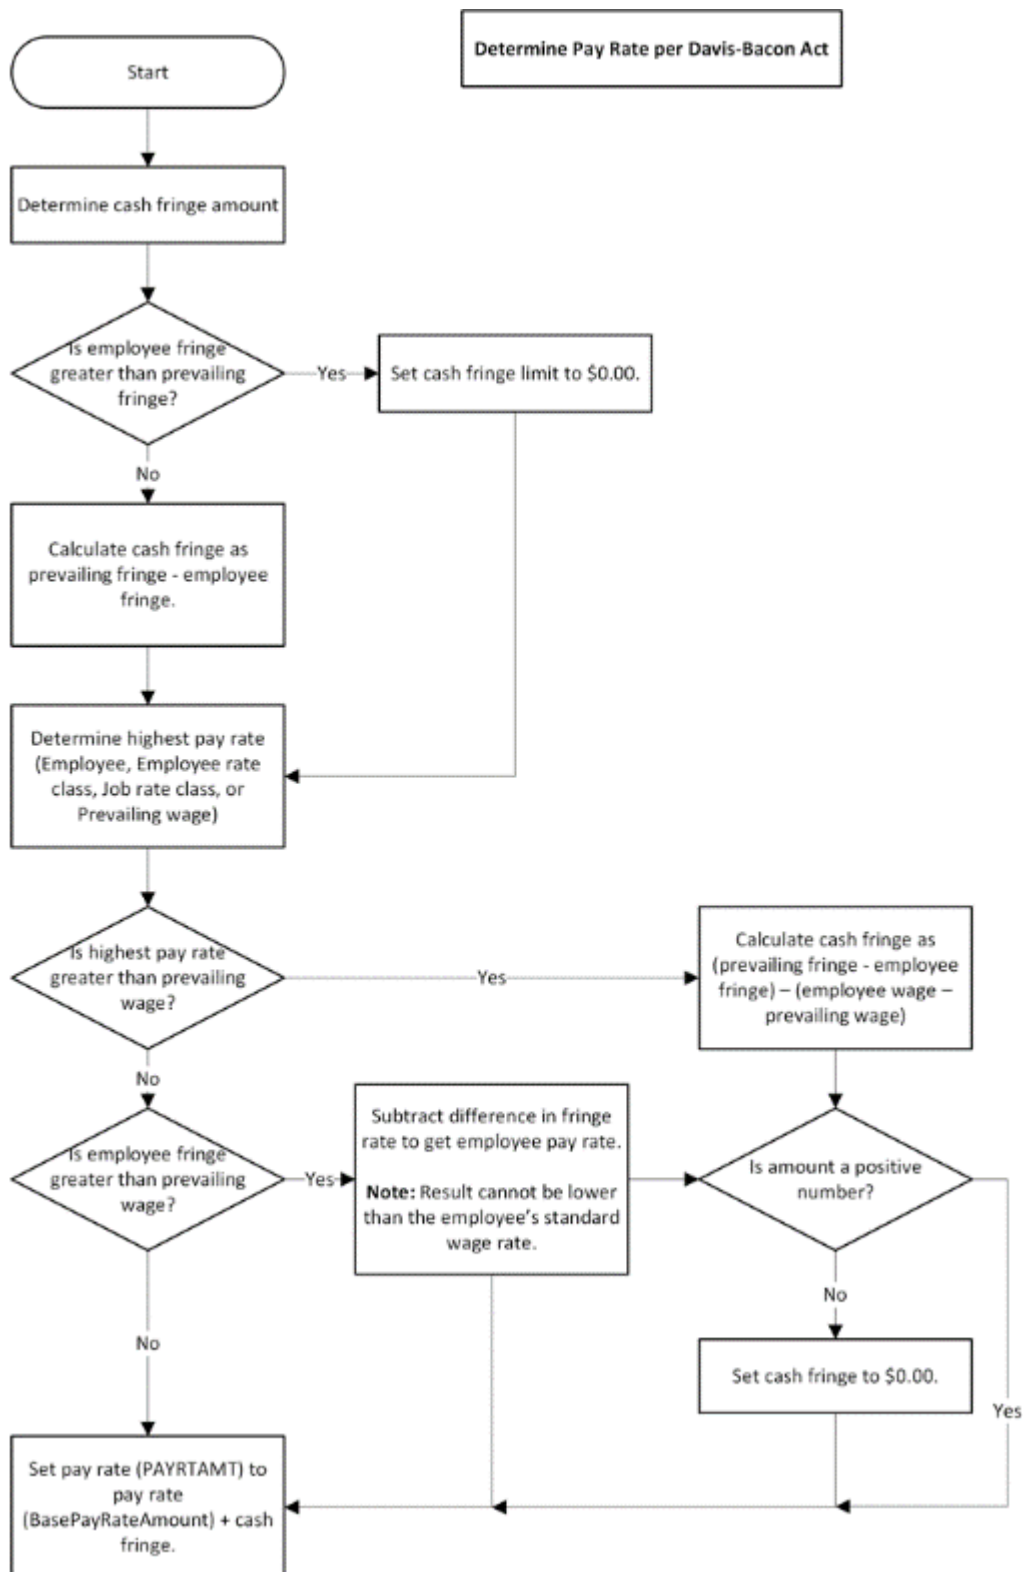 Determine Pay Rate per Davis-Bacon Act
Start
Determine cash fringe amount
Is employee fringe
greater than prevailing
fringe?
Yes
Set cash fringe limit to $0.00.
No
Calculate cash fringe as
prevailing fringe - employee
fringe.
Determine highest pay rate
(Employee, Employee rate
class, Job rate class, or
Prevailing wage)
Is highest pay rate
greater than prevailing
wage?
Yes
Calculate cash fringe as
(prevailing fringe - employee
fringe) – (employee wage –
prevailing wage)
No
Is employee fringe
greater than prevailing
wage?
Yes
Subtract difference in fringe
rate to get employee pay rate.
Note: Result cannot be lower
than the employee's standard
wage rate.
Is amount a positive
number?
No
No
Set cash fringe to $0.00.
Yes
Set pay rate (PAYRTAMT) to
pay rate
(BasePayRateAmount) + cash
fringe.